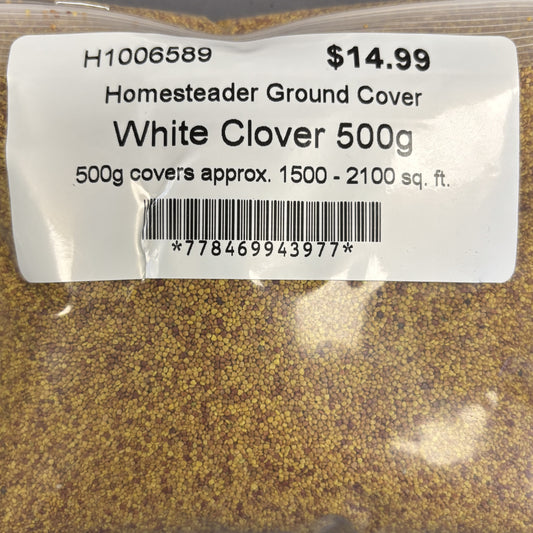 H1006589 $14.99
Homesteader Ground Cover
White Clover 500g
500g covers approx. 1500 - 2100 sq. ft.
*778469943977*